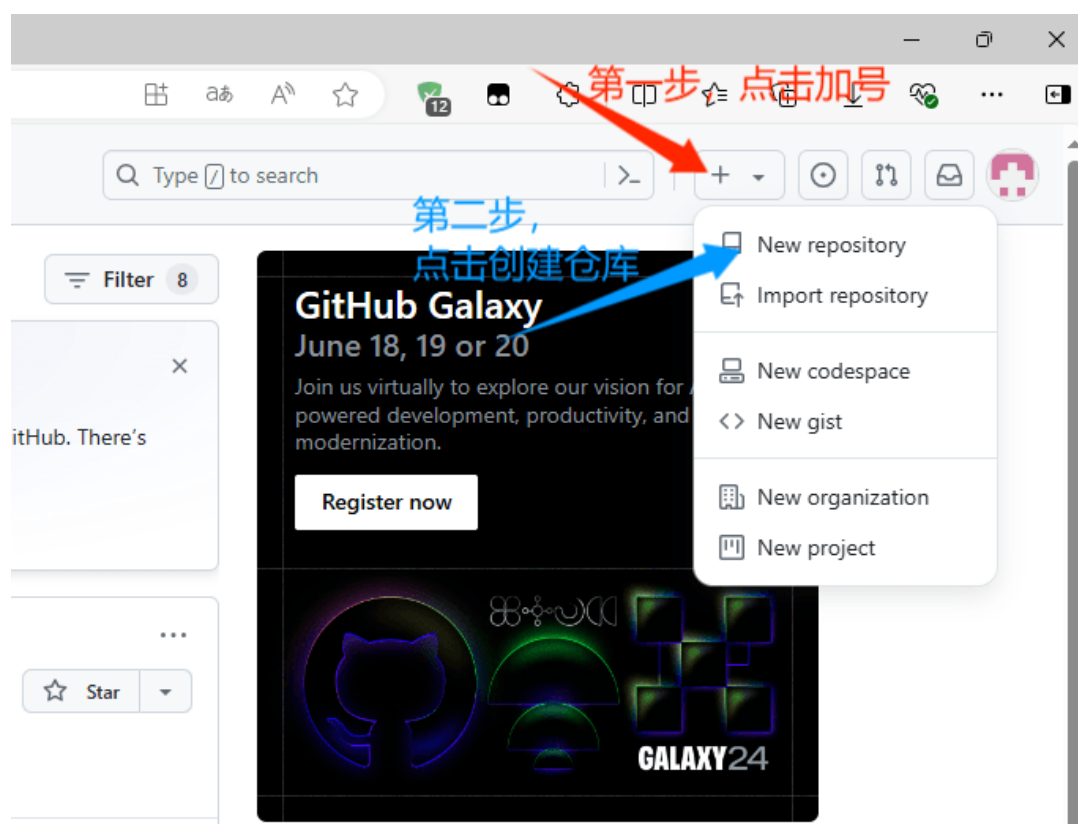 aあ
A
12
第一步，点击加号
Type / to search
第二步，
点击创建仓库
New repository
Import repository
New codespace
New gist
New organization
New project
Filter 8
itHub. There's
Star
GitHub Galaxy
June 18, 19 or 20
Join us virtually to explore our vision for
powered development, productivity, and
modernization.
Register now
GALAXY24